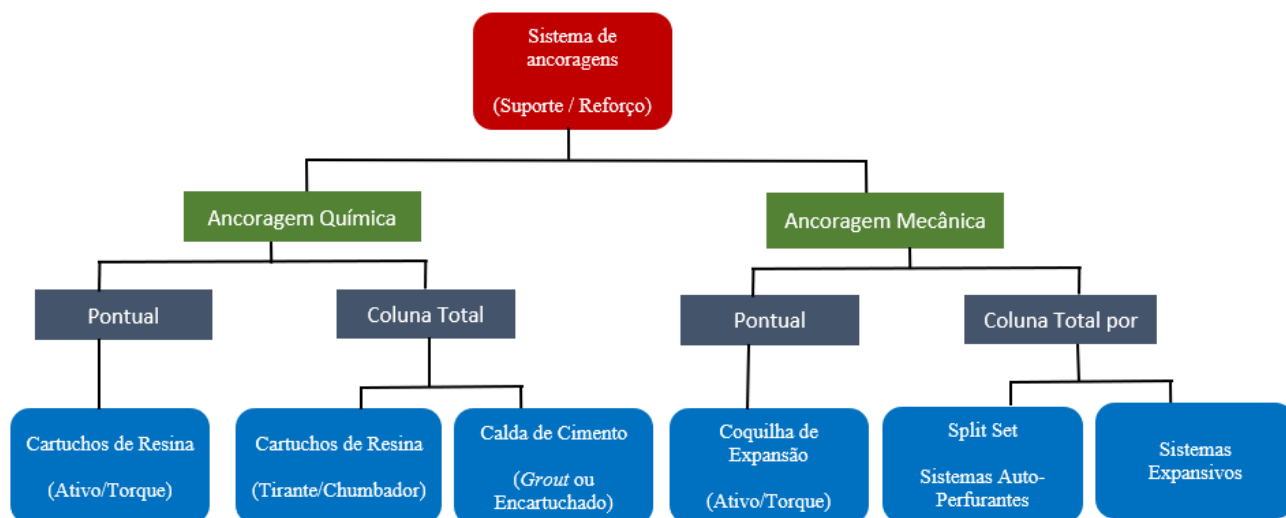 Sistema de
ancoragens
(Suporte / Reforço)
Ancoragem Química
Ancoragem Mecânica
Pontual
Coluna Total
Pontual
Coluna Total por
Cartuchos de Resina
(Ativo/Torque)
Cartuchos de Resina
(Tirante/Chumbador)
Calda de Cimento
(Grout ou
Encartuchado)
Coquilha de
Expansão
(Ativo/Torque)
Split Set
Sistemas Auto-
Perfurantes
Sistemas
Expansivos